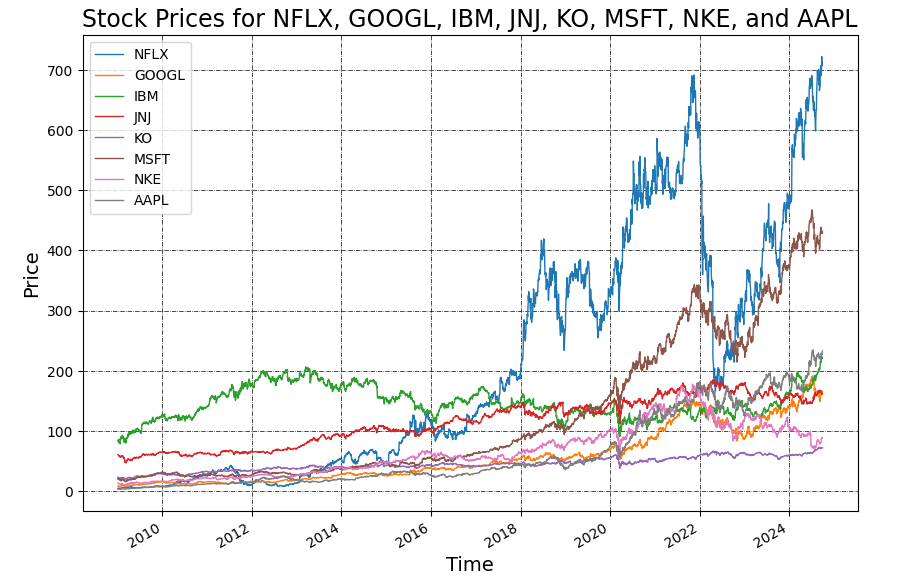 Stock Prices for NFLX, GOOGL, IBM, JNJ, KO, MSFT, NKE, and AAPL
NFLX
GOOGL
IBM
JNJ
KO
MSFT
NKE
AAPL
700
600
500
400
300
200
100
0
Price
2010
2012
2014
2016
2018
2020
2022
2024
Time